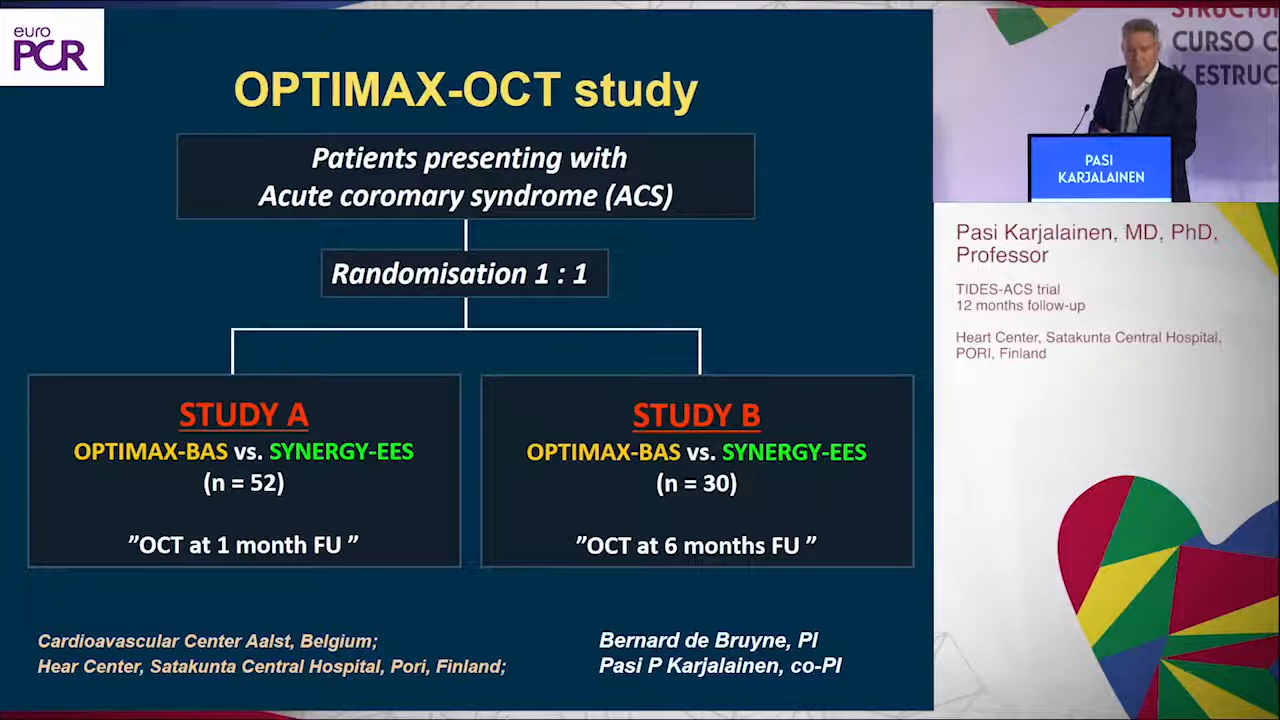 euro
PCR
OPTIMAX-OCT study
Patients presenting with
Acute coromary syndrome (ACS)
Randomisation 1 : 1
STUDY A
OPTIMAX-BAS vs. SYNERGY-EES
(n = 52)
”OCT at 1 month FU ”
STUDY B
OPTIMAX-BAS vs. SYNERGY-EES
(n = 30)
”OCT at 6 months FU ”
Cardioavascular Center Aalst, Belgium;
Hear Center, Satakunta Central Hospital, Pori, Finland;
Bernard de Bruyne, PI
Pasi P Karjalainen, co-PI
CURSO C
Y ESTRUC
PASI
KARJALAINEN
Pasi Karjalainen, MD, PhD,
Professor
TIDES-ACS trial
12 months follow-up
Heart Center, Satakunta Central Hospital,
PORI, Finland